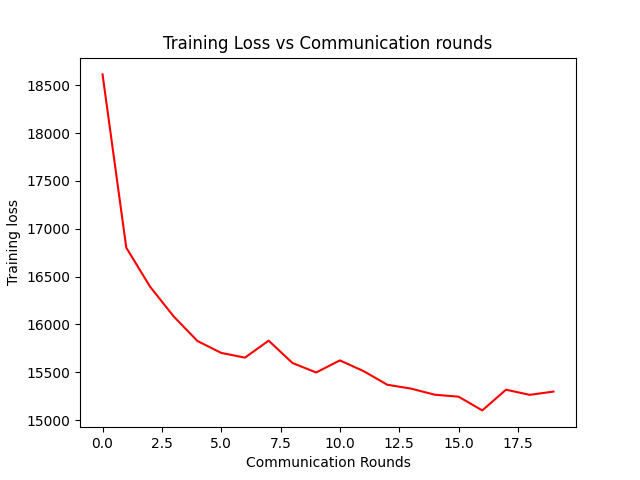 Training Loss vs Communication rounds
18500
18000
17500
17000
16500
16000
15500
15000
Training loss
0.0 2.5 5.0 7.5 10.0 12.5 15.0 17.5
Communication Rounds